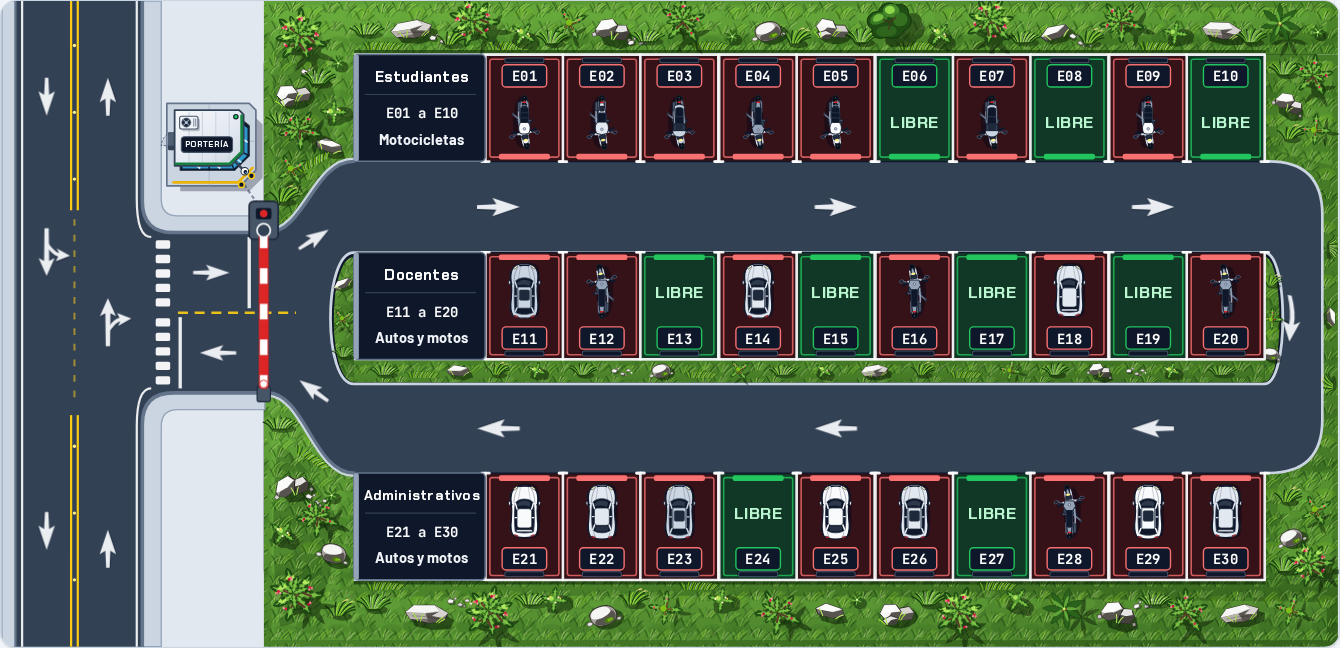 Estudiantes
E01 a E10
Motocicletas
E01 E02 E03 E04 E05 E06 E07 E08 E09 E10
LIBRE LIBRE LIBRE
PORTERÍA
Docentes
E11 a E20
Autos y motos
LIBRE LIBRE LIBRE LIBRE
E11 E12 E13 E14 E15 E16 E17 E18 E19 E20
Administrativos
E21 a E30
Autos y motos
LIBRE LIBRE
E21 E22 E23 E24 E25 E26 E27 E28 E29 E30